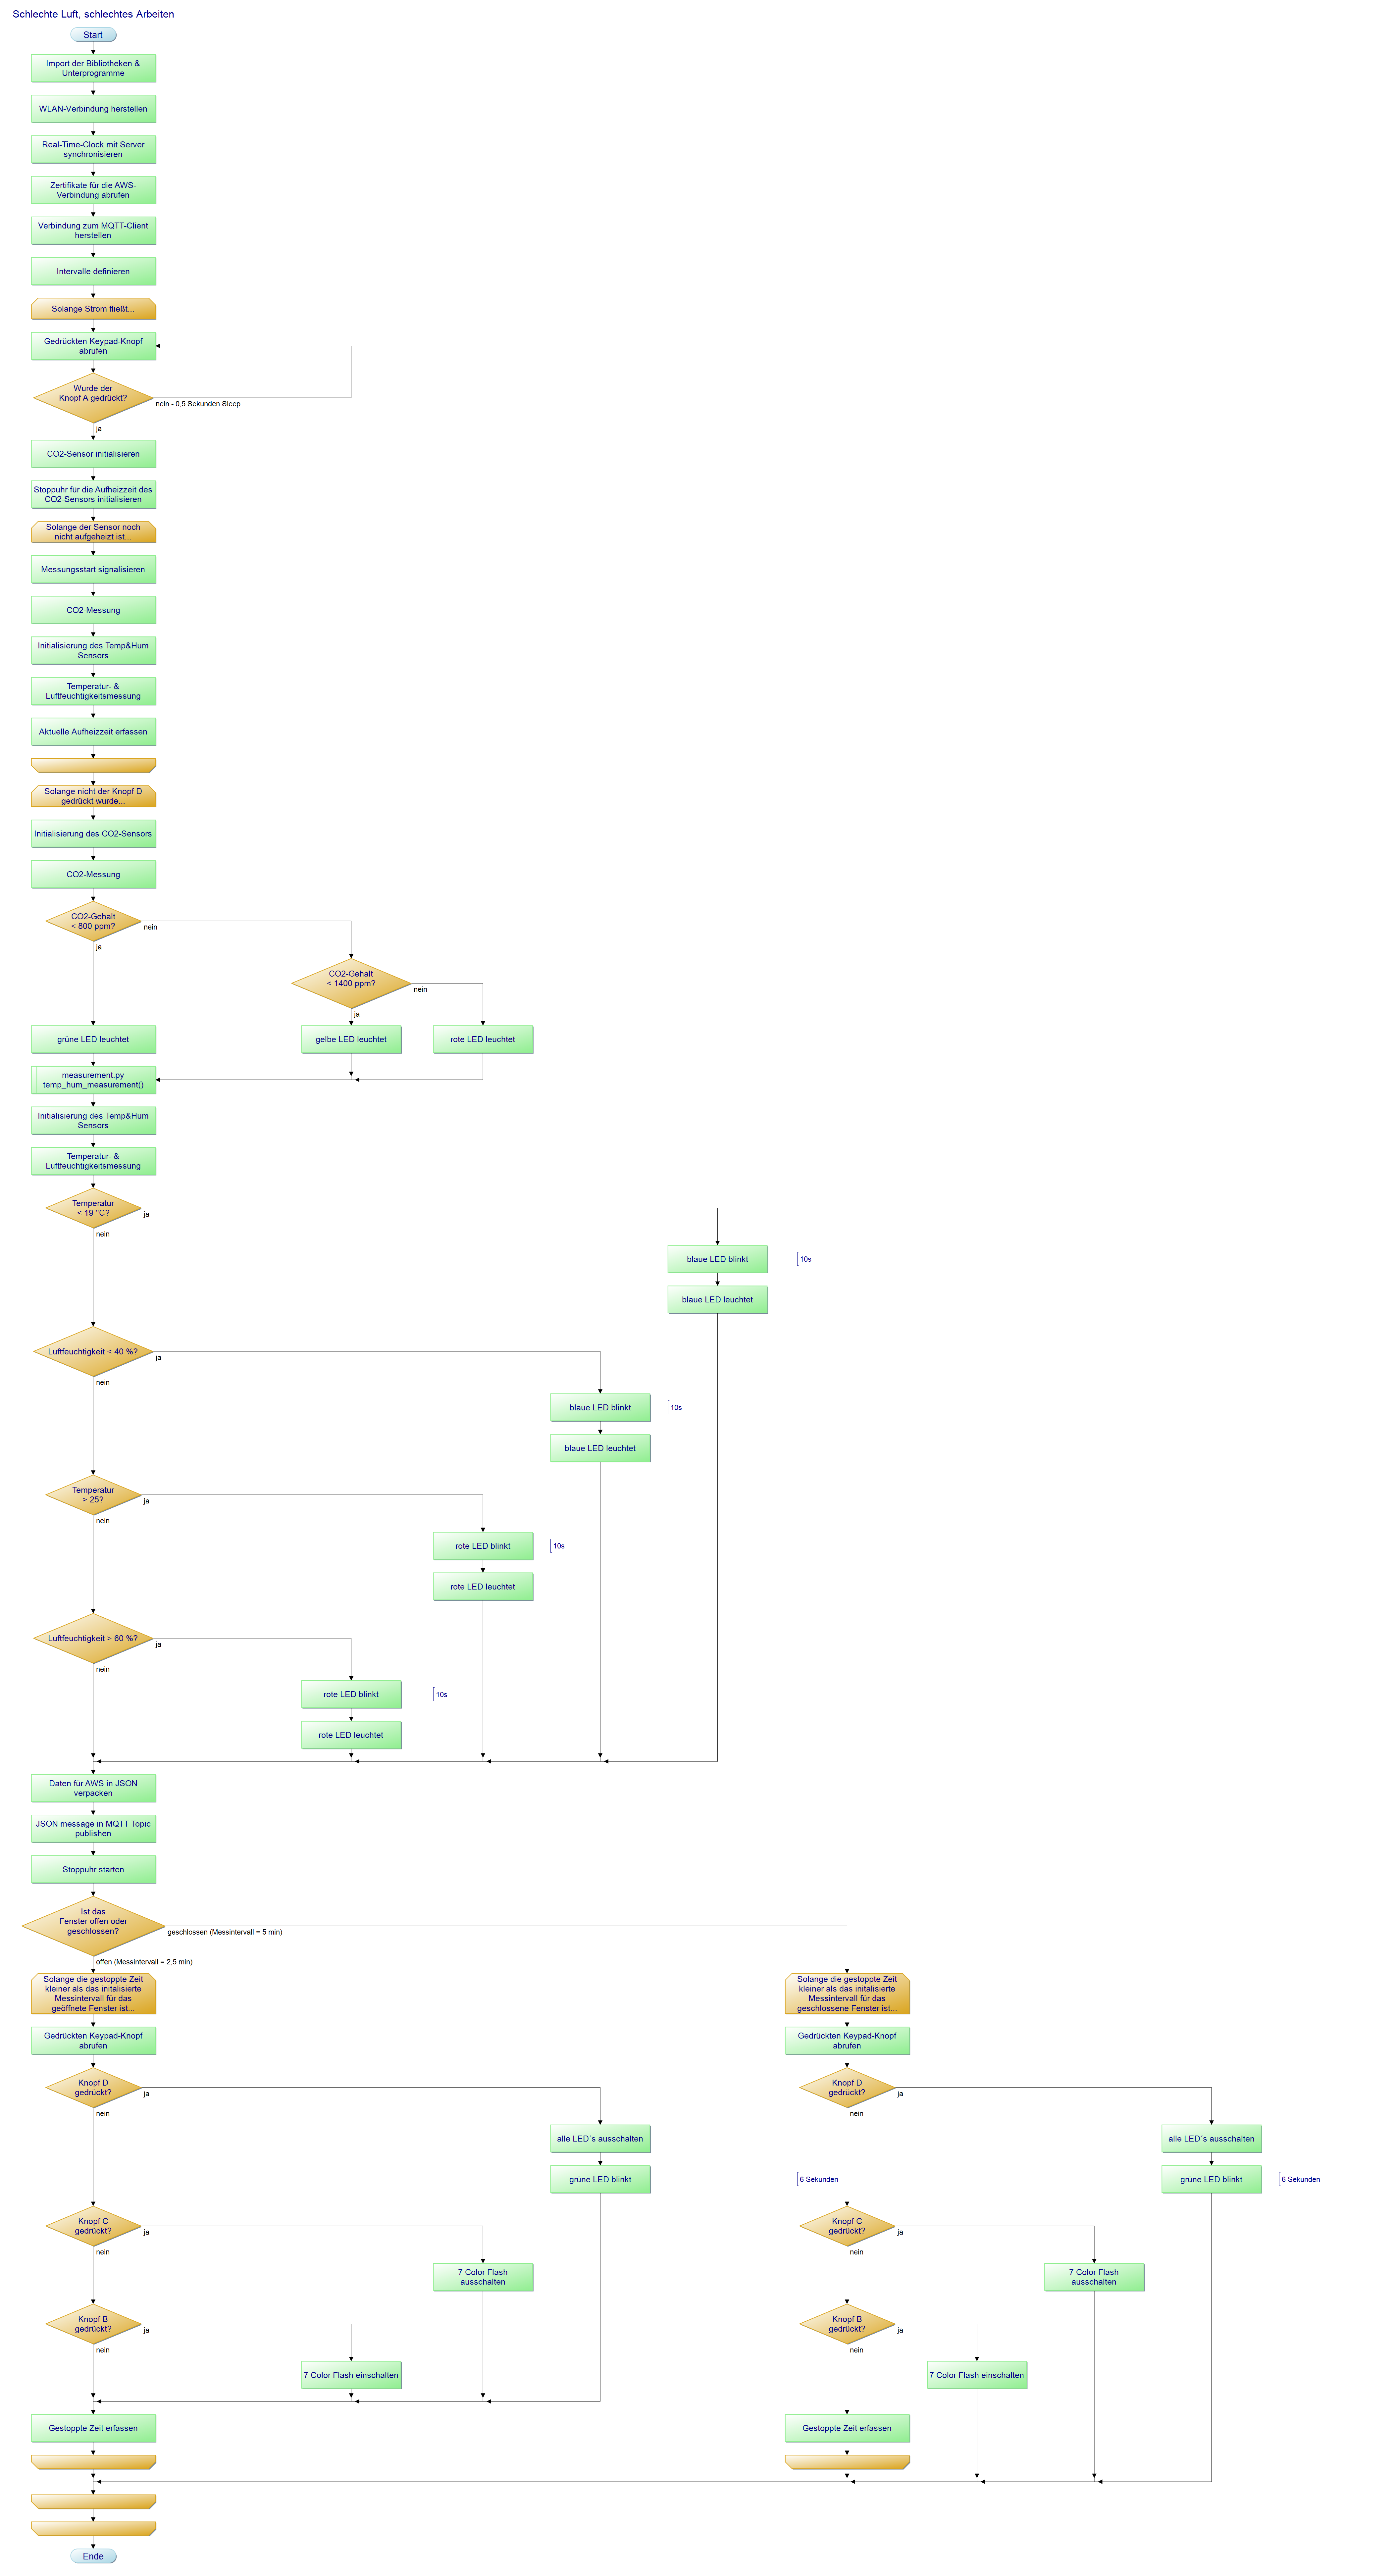 Schlechte Luft, schlechtes Arbeiten
Start
Import der Bibliotheken &
Unterprogramme
WLAN-Verbindung herstellen
Real-Time-Clock mit Server
synchronisieren
Zertifikate für die AWS-
Verbindung abrufen
Verbindung zum MQTT-Client
herstellen
Intervalle definieren
Solange Strom fließt...
Gedrückten Keypad-Knopf
abrufen
Wurde der
Knopf A gedrückt?
nein - 0,5 Sekunden Sleep
ja
CO2-Sensor initialisieren
Stoppuhr für die Aufheizzeit des
CO2-Sensors initialisieren
Solange der Sensor noch
nicht aufgeheizt ist...
Messungsstart signalisieren
CO2-Messung
Initialisierung des Temp&Hum
Sensors
Temperatur- &
Luftfeuchtigkeitsmessung
Aktuelle Aufheizzeit erfassen
Solange nicht der Knopf D
gedrückt wurde...
Initialisierung des CO2-Sensors
CO2-Messung
CO2-Gehalt
< 800 ppm?
nein
ja
CO2-Gehalt
< 1400 ppm?
nein
ja
grüne LED leuchtet
gelbe LED leuchtet
rote LED leuchtet
measurement.py
temp_hum_measurement()
Initialisierung des Temp&Hum
Sensors
Temperatur- &
Luftfeuchtigkeitsmessung
Temperatur
< 19 °C?
ja
nein
blaue LED blinkt
10s
blaue LED leuchtet
Luftfeuchtigkeit < 40 %?
ja
nein
blaue LED blinkt
10s
blaue LED leuchtet
Temperatur
> 25?
ja
nein
rote LED blinkt
10s
rote LED leuchtet
Luftfeuchtigkeit > 60 %?
ja
nein
rote LED blinkt
10s
rote LED leuchtet
Daten für AWS in JSON
verpacken
JSON message in MQTT Topic
publishen
Stoppuhr starten
Ist das
Fenster offen oder
geschlossen?
geschlossen (Messintervall = 5 min)
offen (Messintervall = 2,5 min)
Solange die gestoppte Zeit
kleiner als das initalisierte
Messintervall für das
geöffnete Fenster ist...
Solange die gestoppte Zeit
kleiner als das initalisierte
Messintervall für das
geschlossene Fenster ist...
Gedrückten Keypad-Knopf
abrufen
Gedrückten Keypad-Knopf
abrufen
Knopf D
gedrückt?
ja
nein
Knopf D
gedrückt?
ja
nein
alle LED´s ausschalten
alle LED´s ausschalten
grüne LED blinkt
6 Sekunden
grüne LED blinkt
6 Sekunden
Knopf C
gedrückt?
ja
nein
Knopf C
gedrückt?
ja
nein
7 Color Flash
ausschalten
7 Color Flash
ausschalten
Knopf B
gedrückt?
ja
nein
Knopf B
gedrückt?
ja
nein
7 Color Flash einschalten
7 Color Flash einschalten
Gestoppte Zeit erfassen
Gestoppte Zeit erfassen
Ende